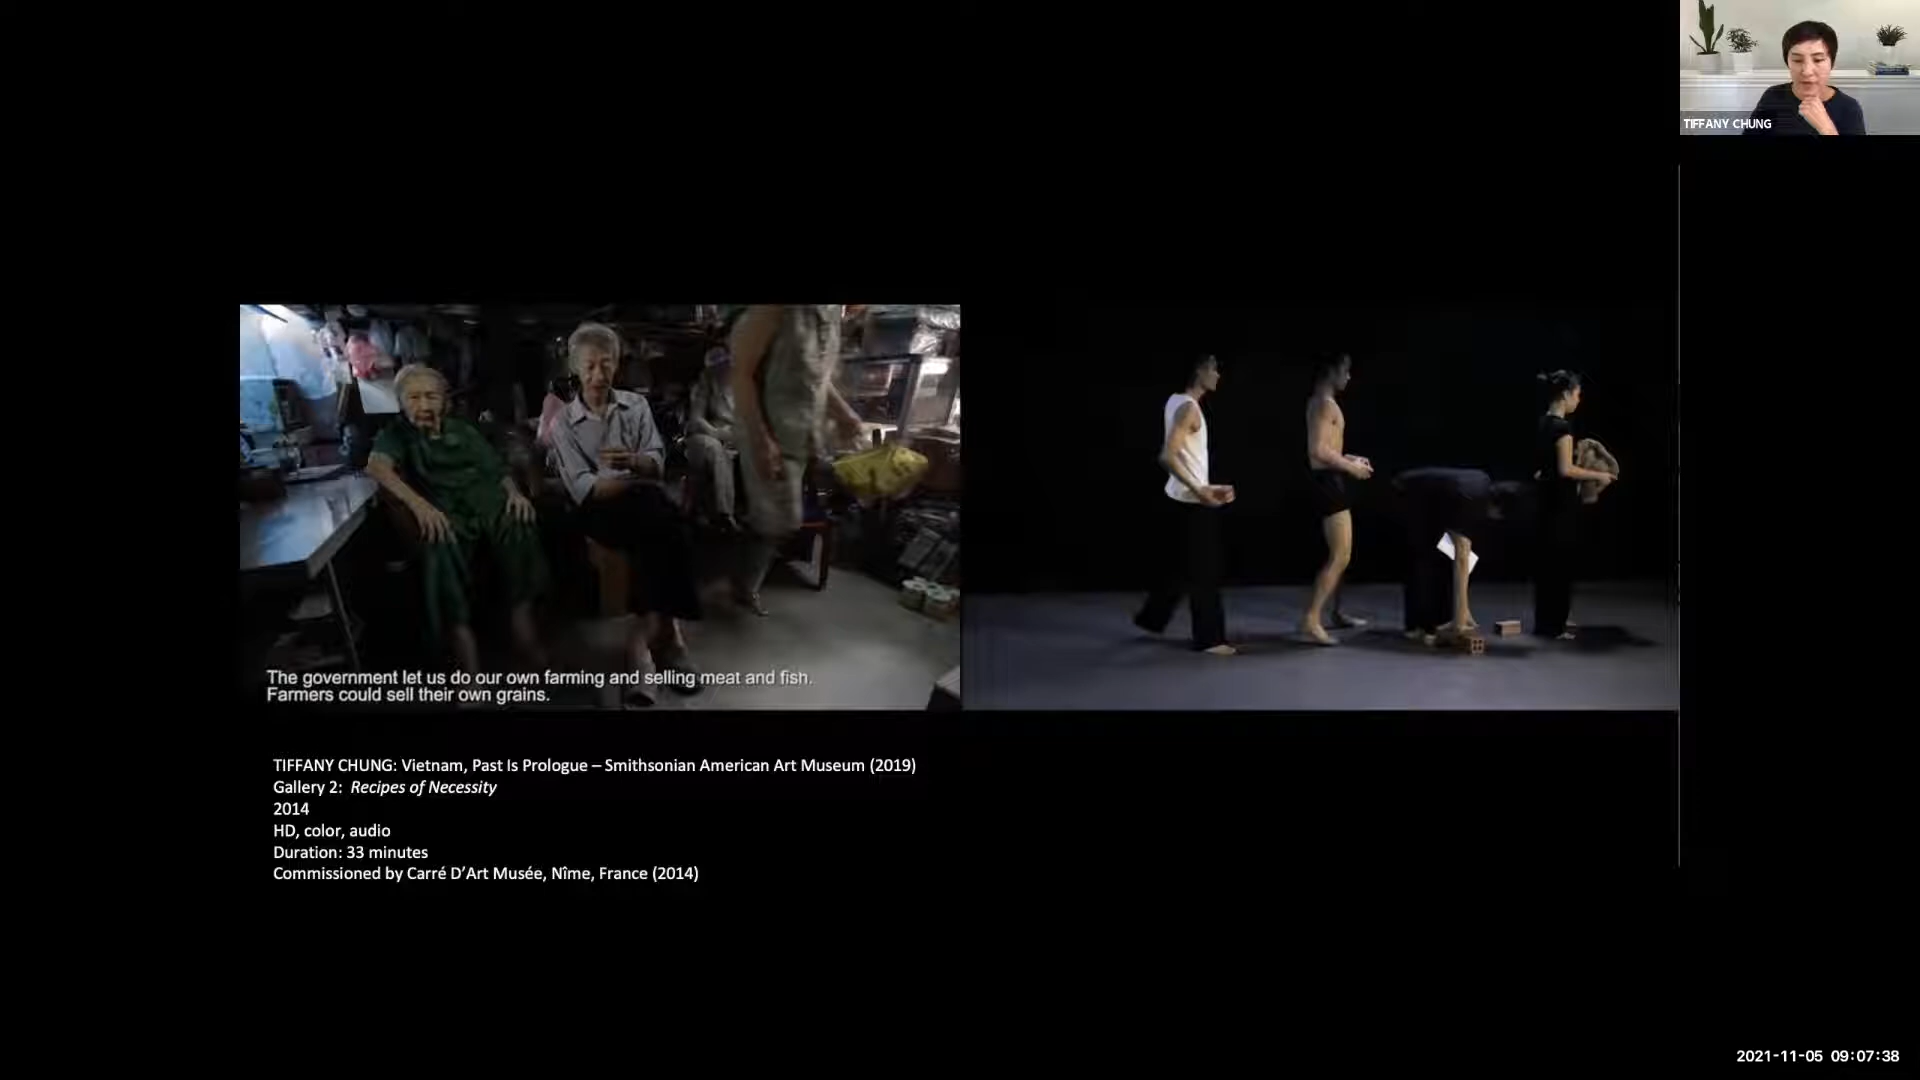 TIFFANY CHUNG
The government let us do our own farming and selling meat and fish.
Farmers could sell their own grains.
TIFFANY CHUNG: Vietnam, Past Is Prologue – Smithsonian American Art Museum (2019)
Gallery 2:  Recipes of Necessity
2014
HD, color, audio
Duration: 33 minutes
Commissioned by Carré D’Art Musée, Nîme, France (2014)
2021-11-05 09:07:38